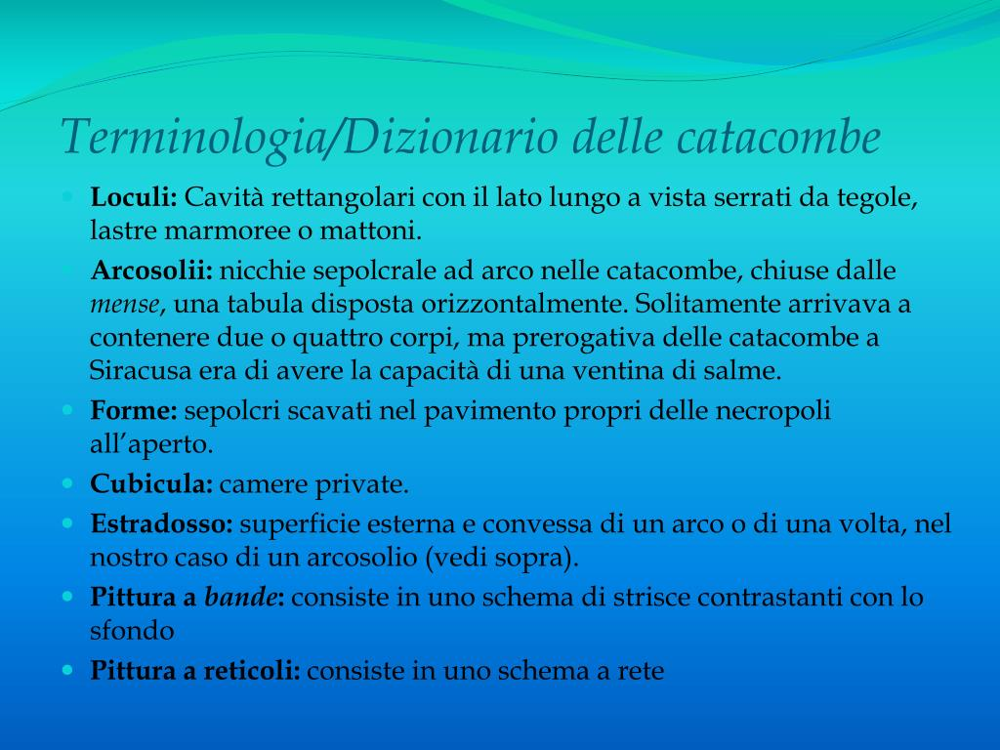 Terminologia/Dizionario delle catacombe
Loculi: Cavità rettangolari con il lato lungo a vista serrati da tegole,
lastre marmoree o mattoni.
Arcosolii: nicchie sepolcrale ad arco nelle catacombe, chiuse dalle
mense, una tabula disposta orizzontalmente. Solitamente arrivava a
contenere due o quattro corpi, ma prerogativa delle catacombe a
Siracusa era di avere la capacità di una ventina di salme.
Forme: sepolcri scavati nel pavimento propri delle necropoli
all’aperto.
Cubicula: camere private.
Estradosso: superficie esterna e convessa di un arco o di una volta, nel
nostro caso di un arcosolio (vedi sopra).
Pittura a bande: consiste in uno schema di strisce contrastanti con lo
sfondo
Pittura a reticoli: consiste in uno schema a rete